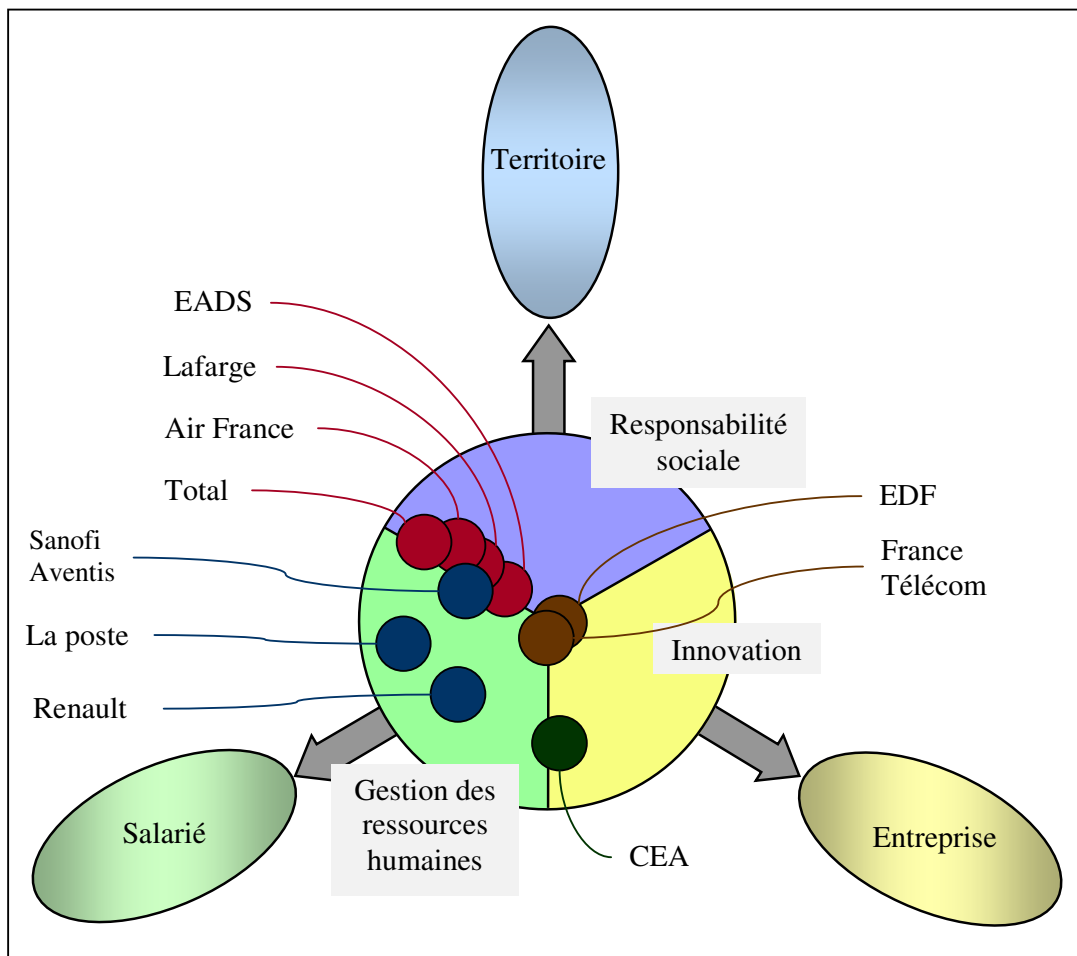 Territoire
EADS
Lafarge
Air France
Total
Sanofi
Aventis
La poste
Renault
Responsabilité
sociale
EDF
France
Télécom
Innovation
Gestion des
ressources
humaines
CEA
Salarié
Entreprise